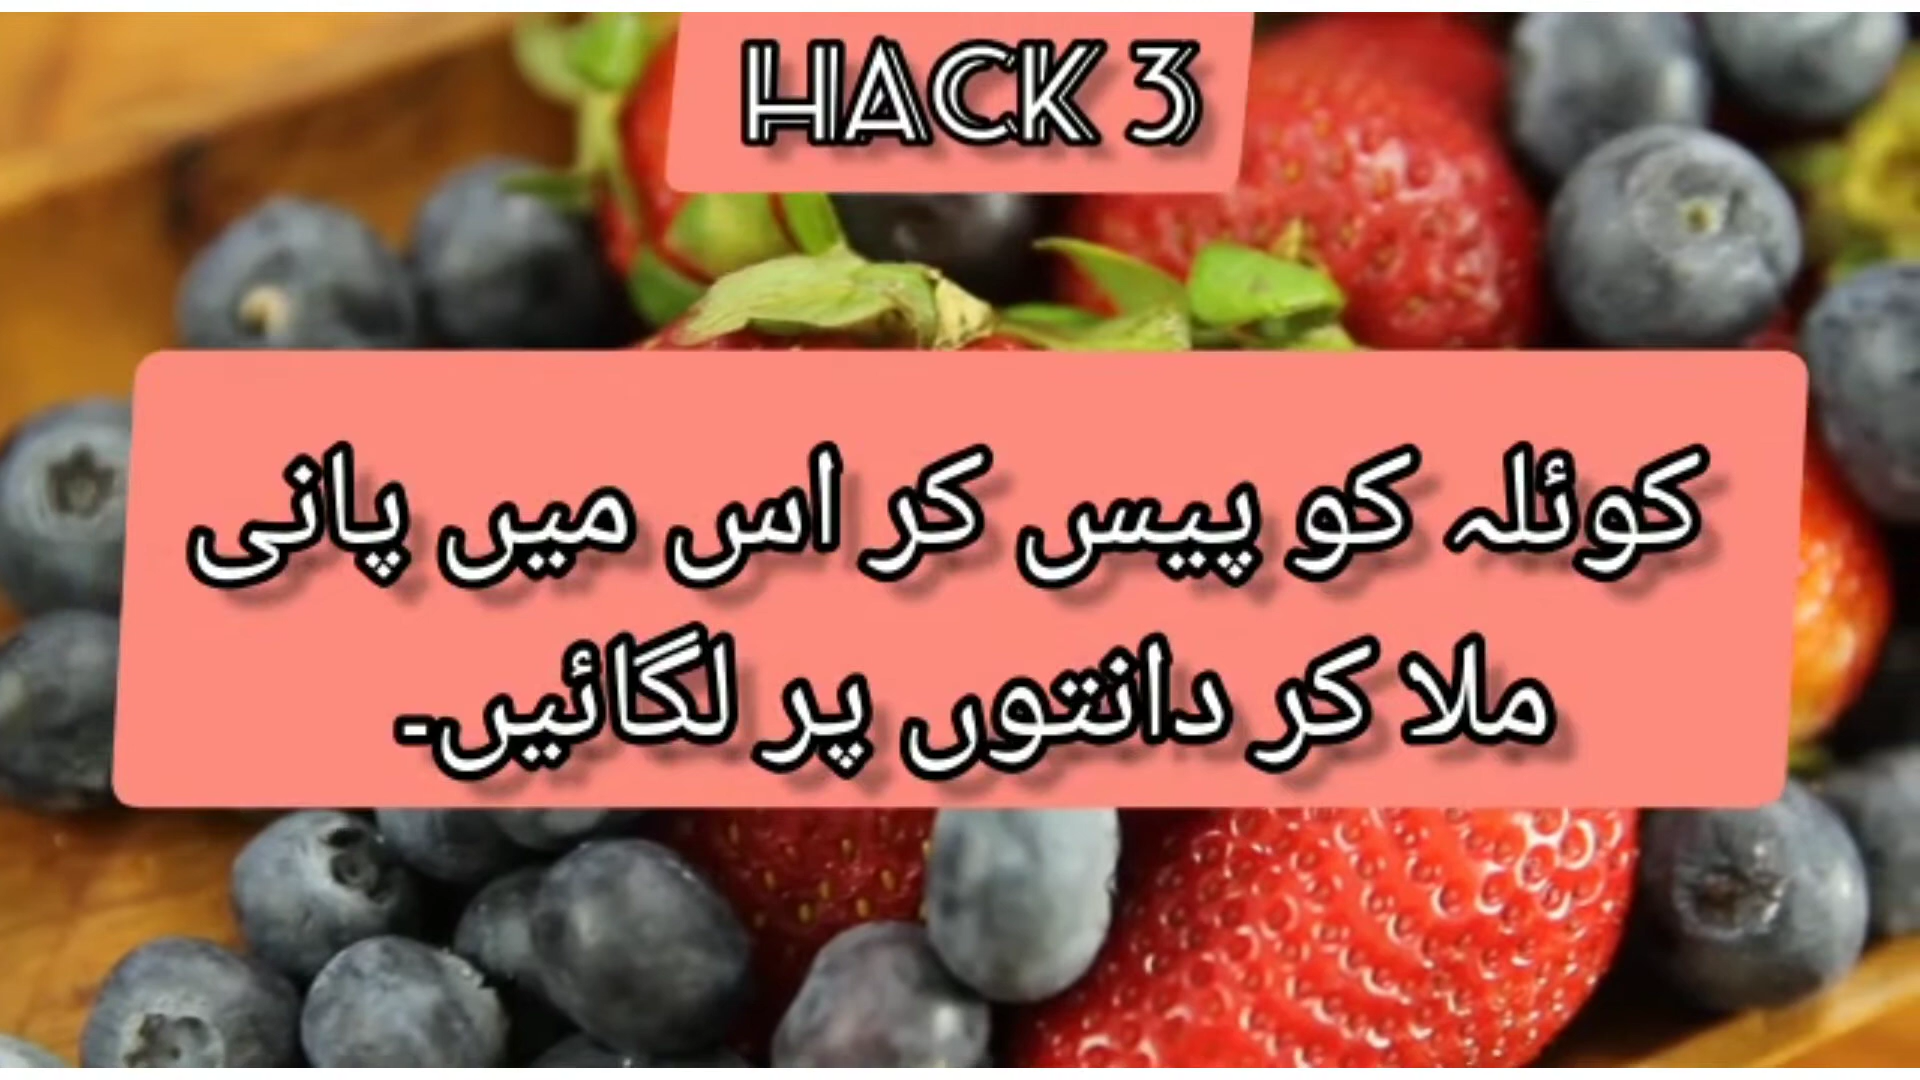 HACK 3
کوئلہ کو پیس کر اس میں پانی
ملا کر دانتوں پر لگائیں۔